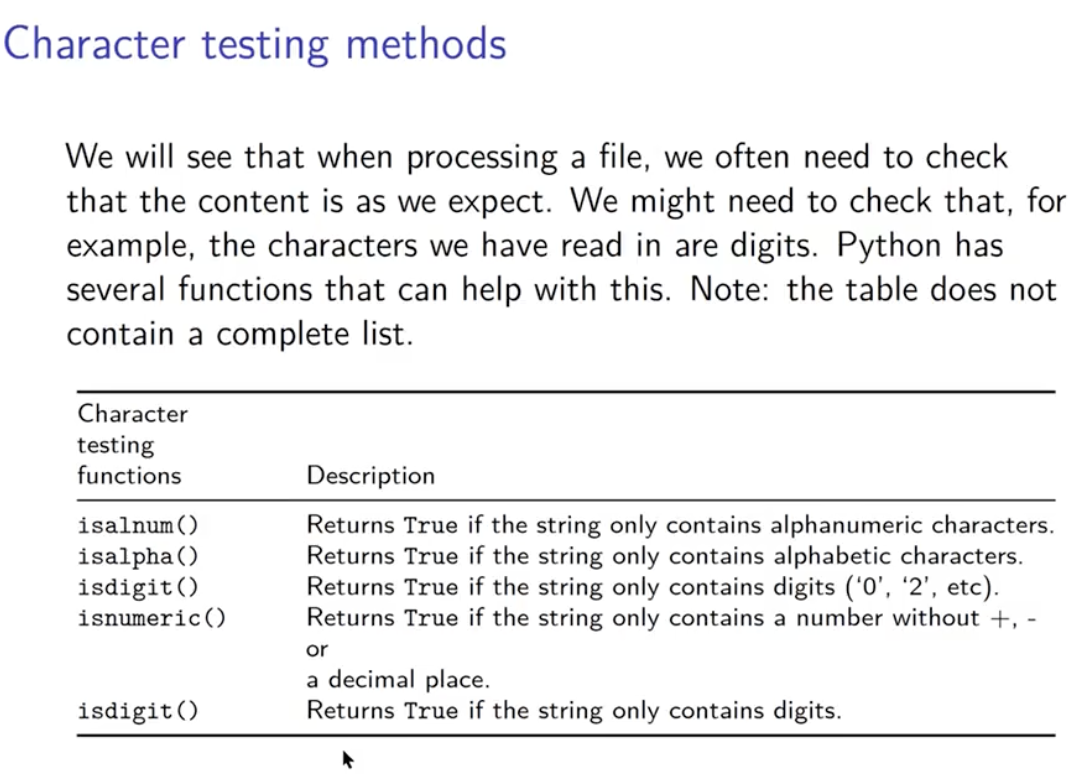 Character testing methods
We will see that when processing a file, we often need to check
that the content is as we expect. We might need to check that, for
example, the characters we have read in are digits. Python has
several functions that can help with this. Note: the table does not
contain a complete list.
Character
testing
functions Description
isalnum() Returns True if the string only contains alphanumeric characters.
isalpha() Returns True if the string only contains alphabetic characters.
isdigit() Returns True if the string only contains digits (‘0’, ‘2’, etc).
isnumeric() Returns True if the string only contains a number without +, -
or
a decimal place.
isdigit() Returns True if the string only contains digits.